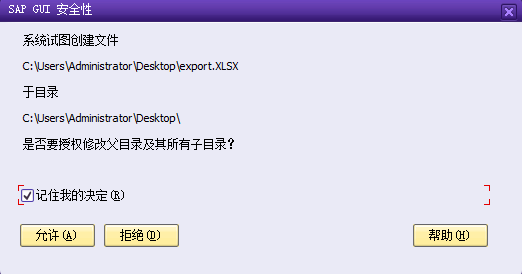 SAP GUI 安全性
系统试图创建文件
C:\Users\Administrator\Desktop\export.XLSX
于目录
C:\Users\Administrator\Desktop\
是否要授权修改父目录及其所有子目录？
记住我的决定(R)
允许(A) 拒绝(D) 帮助(H)